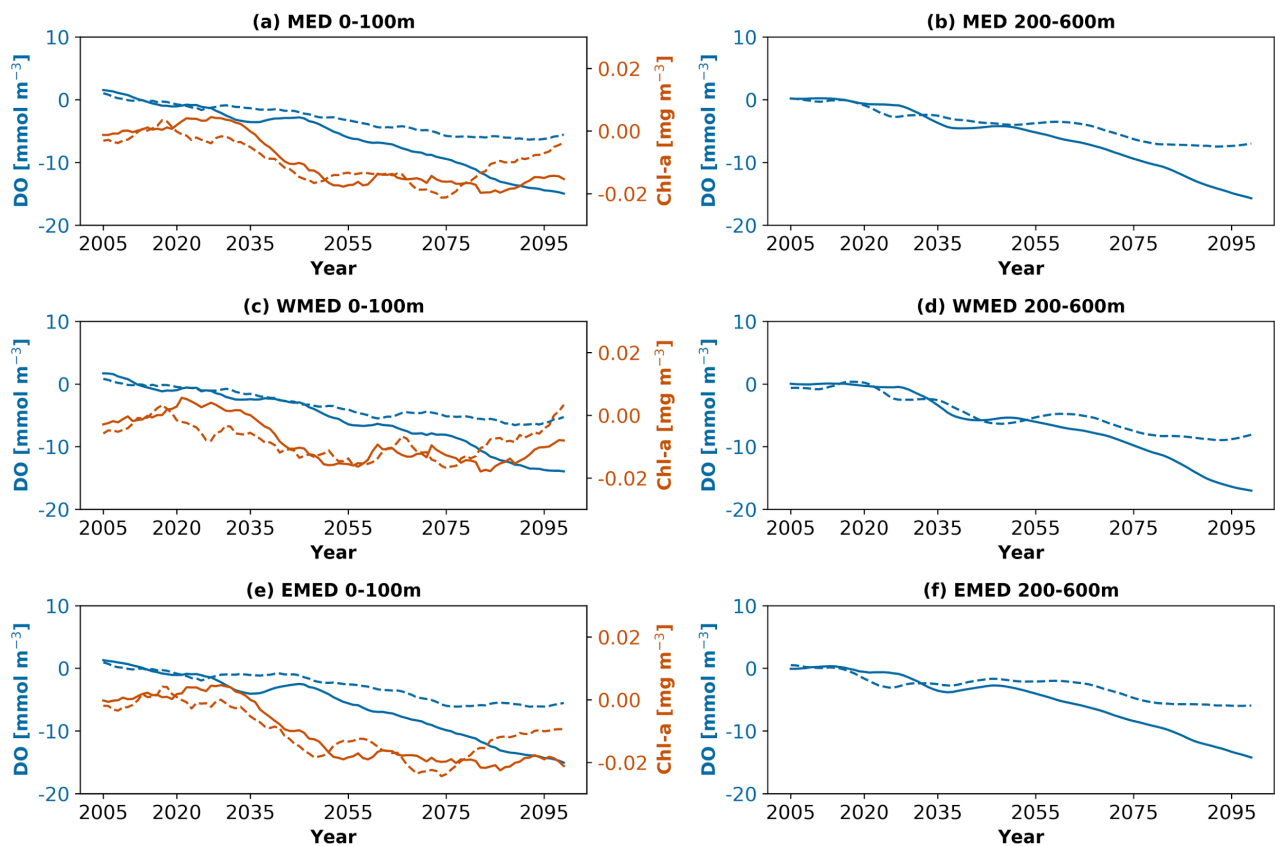 (a) MED 0-100m
10
0
-10
-20
DO [mmol m⁻³]
0.02
0.00
-0.02
Chl-a [mg m⁻³]
2005 2020 2035 2055 2075 2095
Year
(b) MED 200-600m
10
0
-10
-20
DO [mmol m⁻³]
2005 2020 2035 2055 2075 2095
Year
(c) WMED 0-100m
10
0
-10
-20
DO [mmol m⁻³]
0.02
0.00
-0.02
Chl-a [mg m⁻³]
2005 2020 2035 2055 2075 2095
Year
(d) WMED 200-600m
10
0
-10
-20
DO [mmol m⁻³]
2005 2020 2035 2055 2075 2095
Year
(e) EMED 0-100m
10
0
-10
-20
DO [mmol m⁻³]
0.02
0.00
-0.02
Chl-a [mg m⁻³]
2005 2020 2035 2055 2075 2095
Year
(f) EMED 200-600m
10
0
-10
-20
DO [mmol m⁻³]
2005 2020 2035 2055 2075 2095
Year